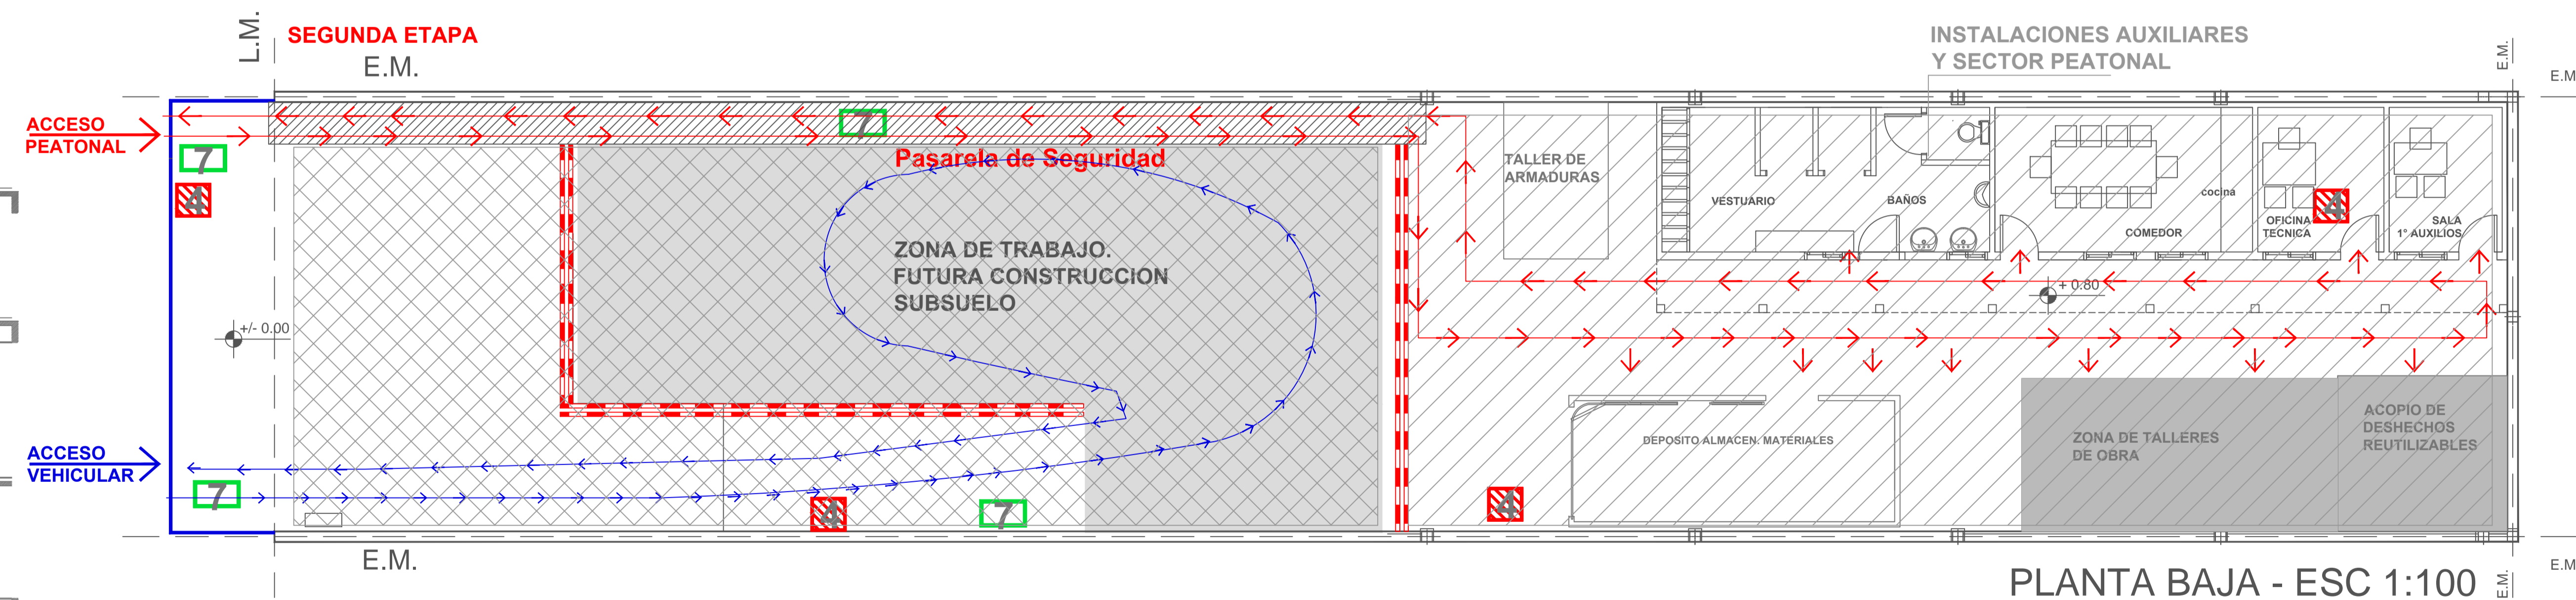 L.M.
SEGUNDA ETAPA
E.M.
INSTALACIONES AUXILIARES
Y SECTOR PEATONAL
E.M.
E.M
ACCESO
PEATONAL
7
4
7
Pasarela de Seguridad
ZONA DE TRABAJO.
FUTURA CONSTRUCCION
SUBSUELO
TALLER DE
ARMADURAS
VESTUARIO
BAÑOS
cocina
COMEDOR
4
OFICINA
TECNICA
SALA
1° AUXILIOS
+/- 0.00
+ 0.80
ACCESO
VEHICULAR
7
4
7
4
DEPOSITO ALMACEN. MATERIALES
ZONA DE TALLERES
DE OBRA
ACOPIO DE
DESHECHOS
REUTILIZABLES
E.M.
PLANTA BAJA - ESC 1:100
E.M.
E.M